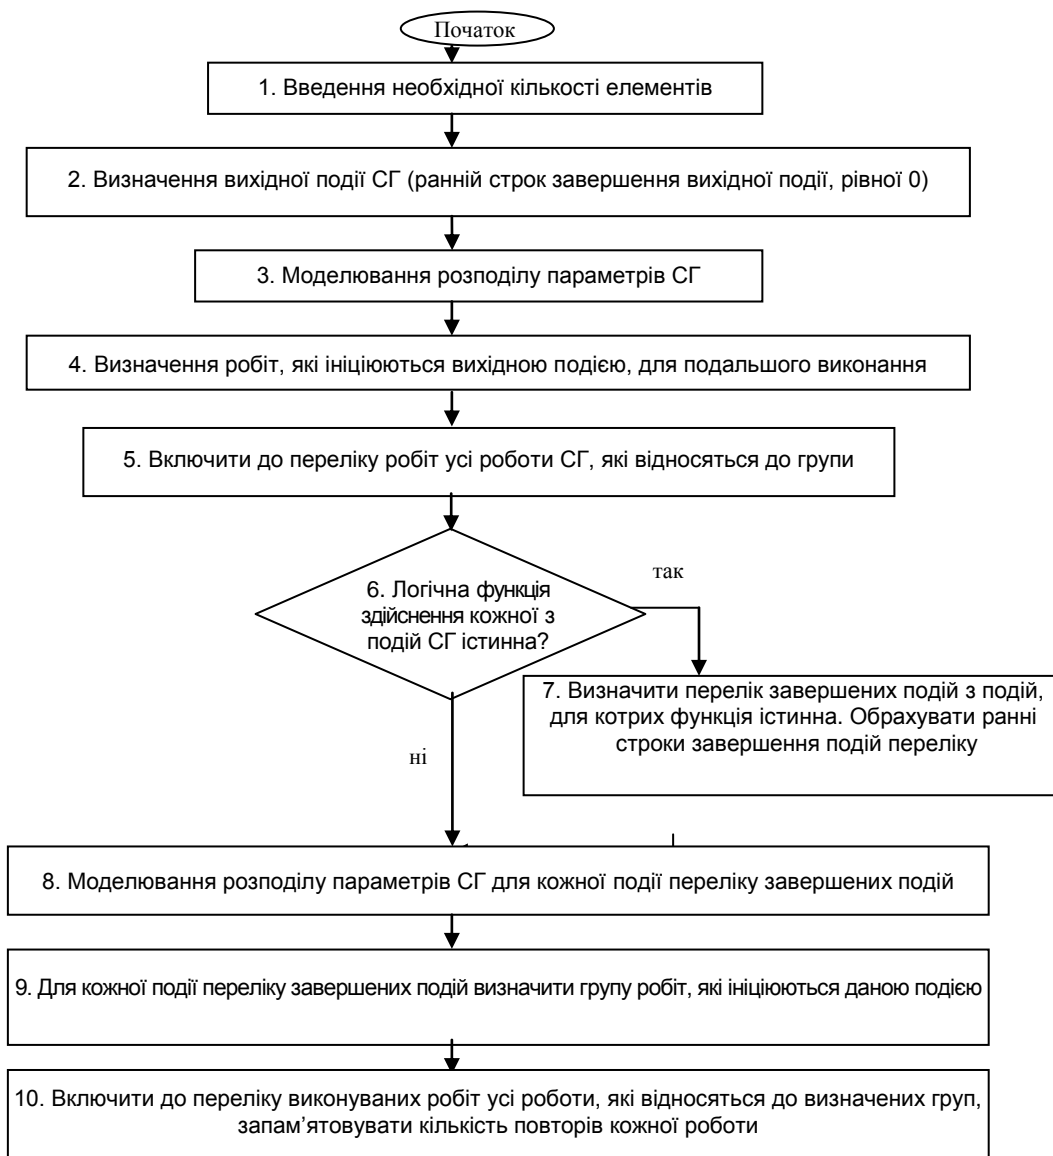 Початок
1. Введення необхідної кількості елементів
2. Визначення вихідної події СГ (ранній строк завершення вихідної події, рівної 0)
3. Моделювання розподілу параметрів СГ
4. Визначення робіт, які ініціюються вихідною подією, для подальшого виконання
5. Включити до переліку робіт усі роботи СГ, які відносяться до групи
6. Логічна функція
здійснення кожної з
подій СГ істинна?
так
7. Визначити перелік завершених подій з подій,
для котрих функція істинна. Обрахувати ранні
строки завершення подій переліку
ні
8. Моделювання розподілу параметрів СГ для кожної події переліку завершених подій
9. Для кожної події переліку завершених подій визначити групу робіт, які ініціюються даною подією
10. Включити до переліку виконуваних робіт усі роботи, які відносяться до визначених груп,
запам’ятовувати кількість повторів кожної роботи